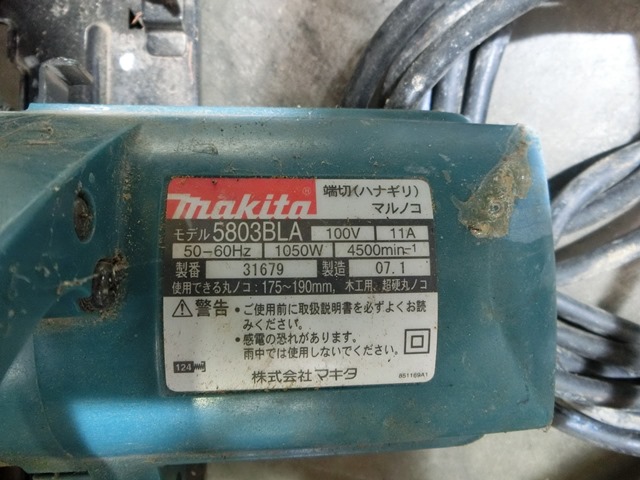 makita® 端切(ハナギリ)
マルノコ
モデル 5803BLA 100V 11A
50-60Hz 1050W 4500min⁻¹
製番 31679 製造 07.1
使用できる丸ノコ:175~190mm, 木工用、超硬丸ノコ
⚠警告 ・ご使用前に取扱説明書を必ずよくお読
みください。
・感電の恐れがあります。
雨中では使用しないでください。
124
株式会社マキタ
851169A1